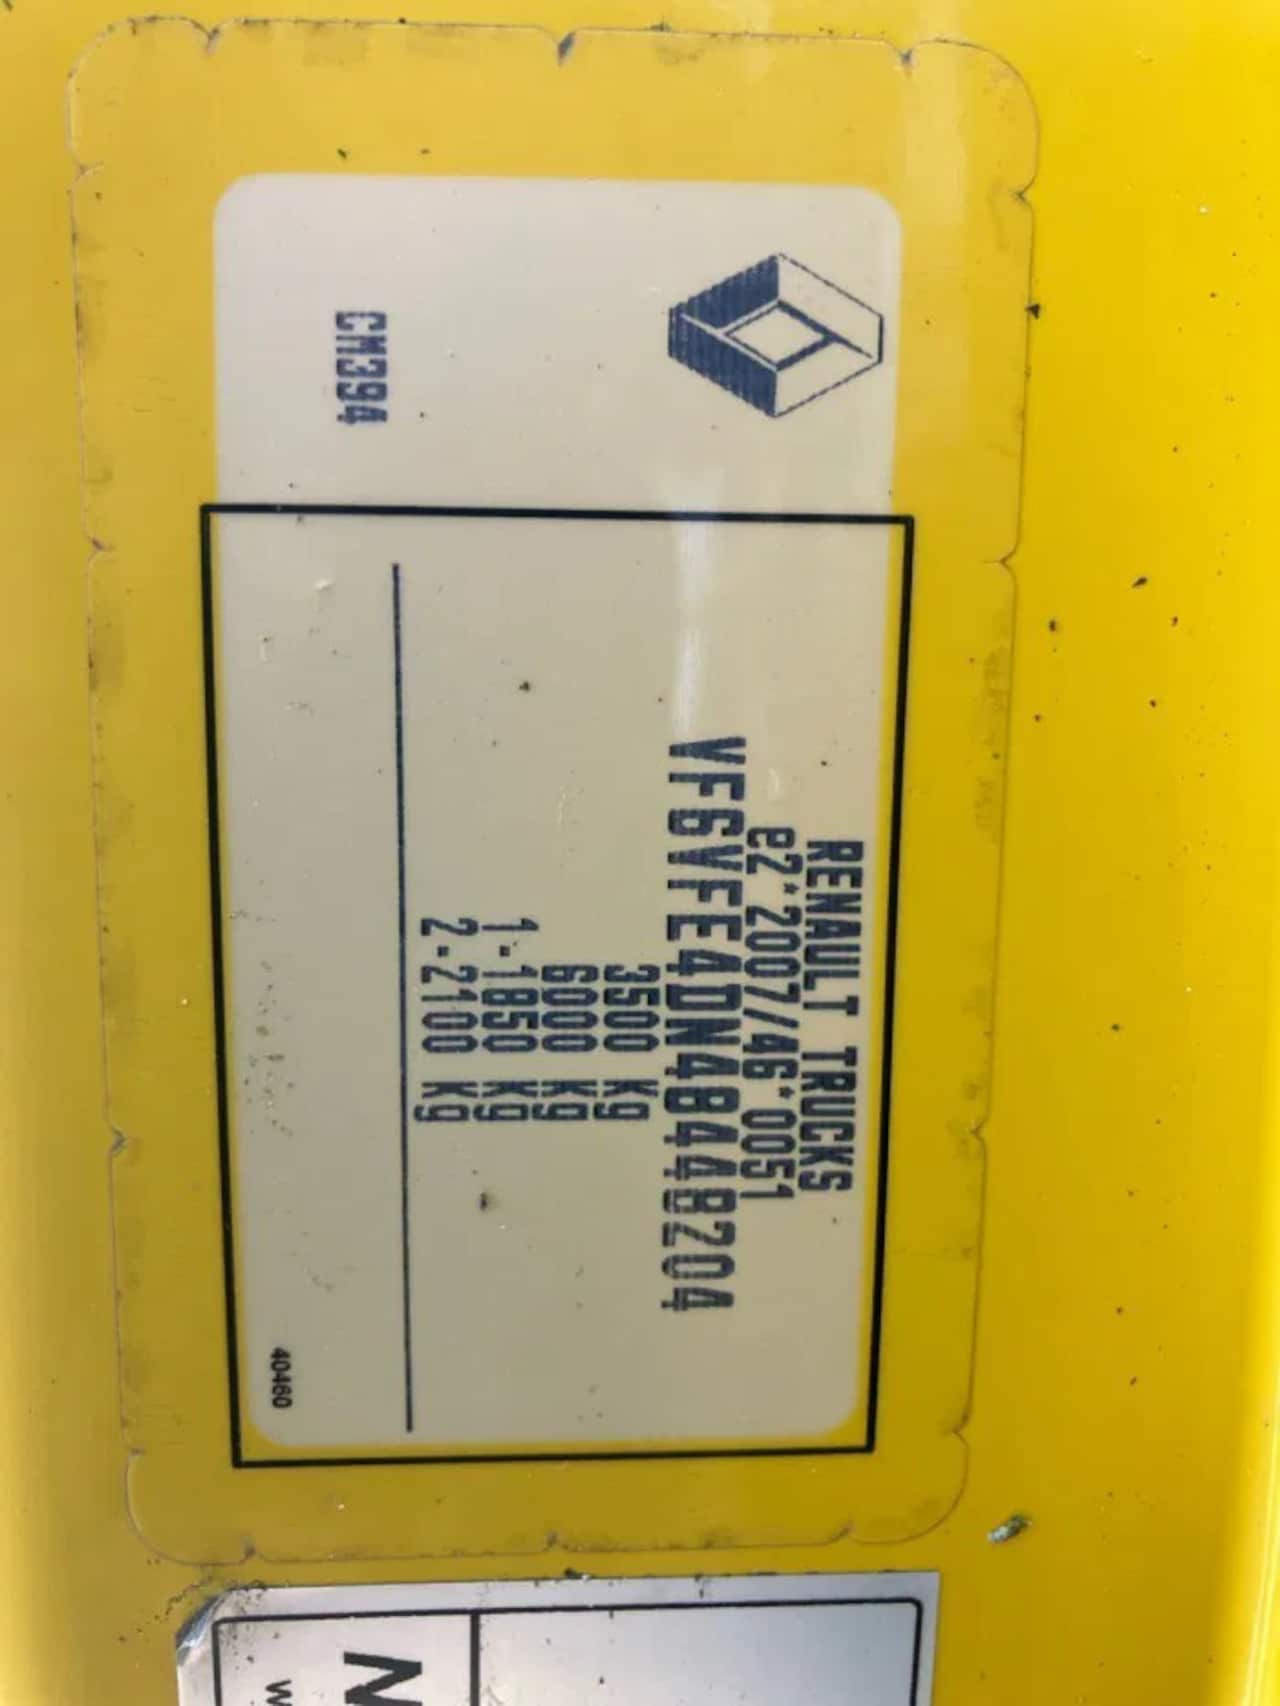 RENAULT TRUCKS
e2*2007/46*0051
VF6VFE4DN48448204
3500 Kg
6000 Kg
1-1850 Kg
2-2100 Kg
CM394
40460